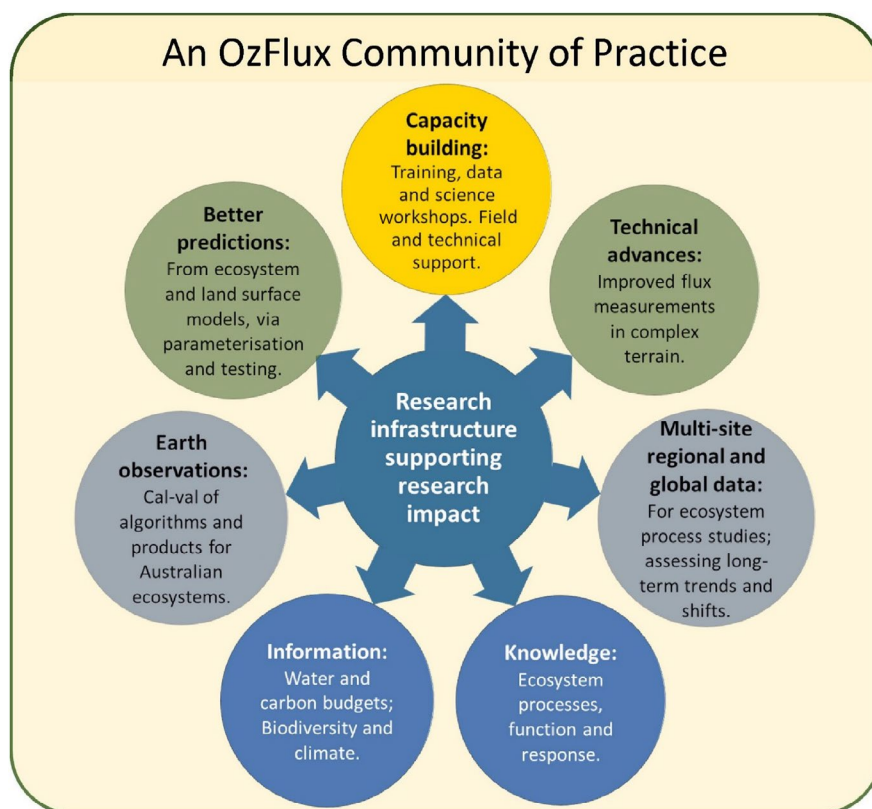 An OzFlux Community of Practice
Capacity
building:
Training, data
and science
workshops. Field
and technical
support.
Technical
advances:
Improved flux
measurements
in complex
terrain.
Multi-site
regional and
global data:
For ecosystem
process studies;
assessing long-
term trends and
shifts.
Knowledge:
Ecosystem
processes,
function and
response.
Information:
Water and
carbon budgets;
Biodiversity and
climate.
Earth
observations:
Cal-val of
algorithms and
products for
Australian
ecosystems.
Better
predictions:
From ecosystem
and land surface
models, via
parameterisation
and testing.
Research
infrastructure
supporting
research
impact